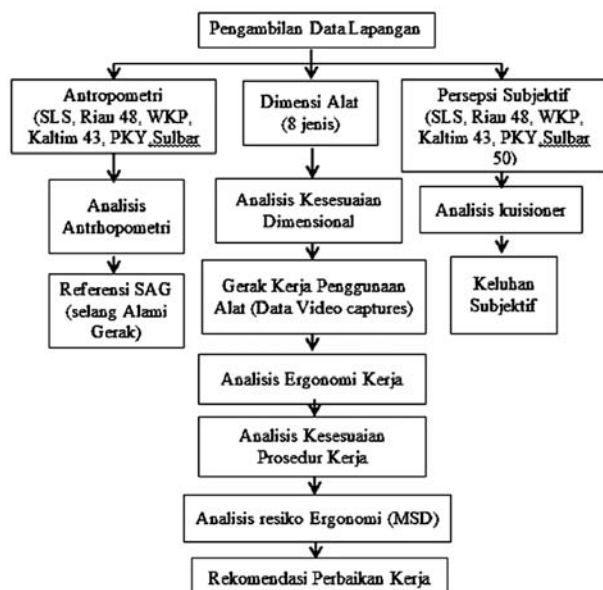 Pengambilan Data Lapangan
Antropometri
(SLS, Riau 48, WKP,
Kaltim 43, PKY,Sulbar
Dimensi Alat
(8 jenis)
Persepsi Subjektif
(SLS, Riau 48, WKP,
Kaltim 43, PKY,Sulbar
50)
Analisis
Antrhopometri
Analisis Kesesuaian
Dimensional
Analisis kuisioner
Referensi SAG
(selang Alami
Gerak)
Gerak Kerja Penggunaan
Alat (Data Video captures)
Keluhan
Subjektif
Analisis Ergonomi Kerja
Analisis Kesesuaian
Prosedur Kerja
Analisis resiko Ergonomi (MSD)
Rekomendasi Perbaikan Kerja